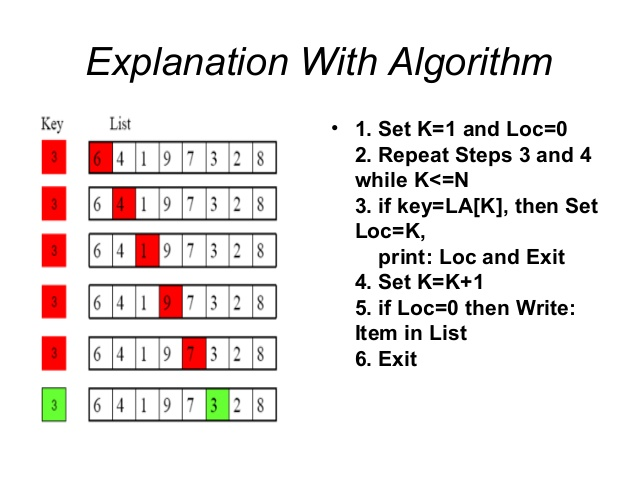 Explanation With Algorithm
Key List
3 6 4 1 9 7 3 2 8
3 6 4 1 9 7 3 2 8
3 6 4 1 9 7 3 2 8
3 6 4 1 9 7 3 2 8
3 6 4 1 9 7 3 2 8
3 6 4 1 9 7 3 2 8
• 1. Set K=1 and Loc=0
2. Repeat Steps 3 and 4
while K<=N
3. if key=LA[K], then Set
Loc=K,
print: Loc and Exit
4. Set K=K+1
5. if Loc=0 then Write:
Item in List
6. Exit